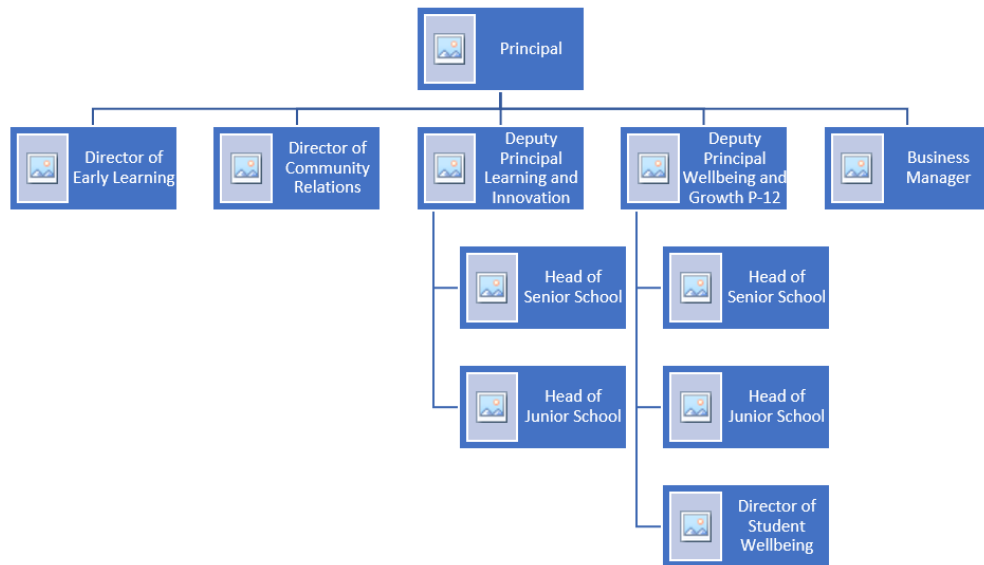 Principal
Director of
Early Learning
Director of
Community
Relations
Deputy
Principal
Learning and
Innovation
Deputy
Principal
Wellbeing and
Growth P-12
Business
Manager
Head of
Senior School
Head of
Senior School
Head of
Junior School
Head of
Junior School
Director of
Student
Wellbeing